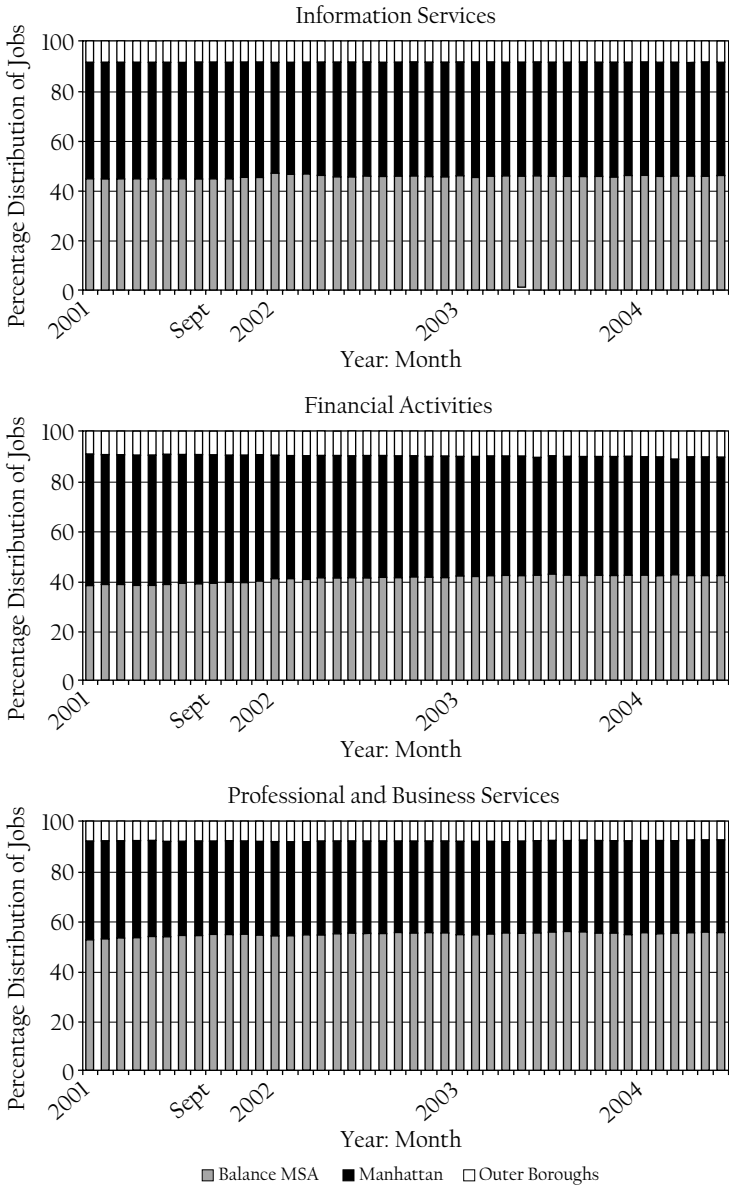 Information Services
Percentage Distribution of Jobs
100
80
60
40
20
0
2001
Sept
2002
2003
2004
Year: Month
Financial Activities
Percentage Distribution of Jobs
100
80
60
40
20
0
2001
Sept
2002
2003
2004
Year: Month
Professional and Business Services
Percentage Distribution of Jobs
100
80
60
40
20
0
2001
Sept
2002
2003
2004
Year: Month
Balance MSA Manhattan Outer Boroughs